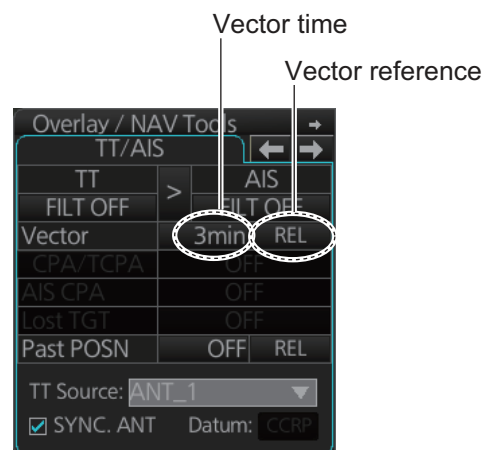 Vector time
Vector reference
Overlay / NAV Tools
TT/AIS
TT > AIS
FILT OFF FILT OFF
Vector 3min REL
CPA/TCPA OFF
AIS CPA OFF
Lost TGT OFF
Past POSN OFF REL
TT Source: ANT_1
SYNC. ANT Datum: CCRP